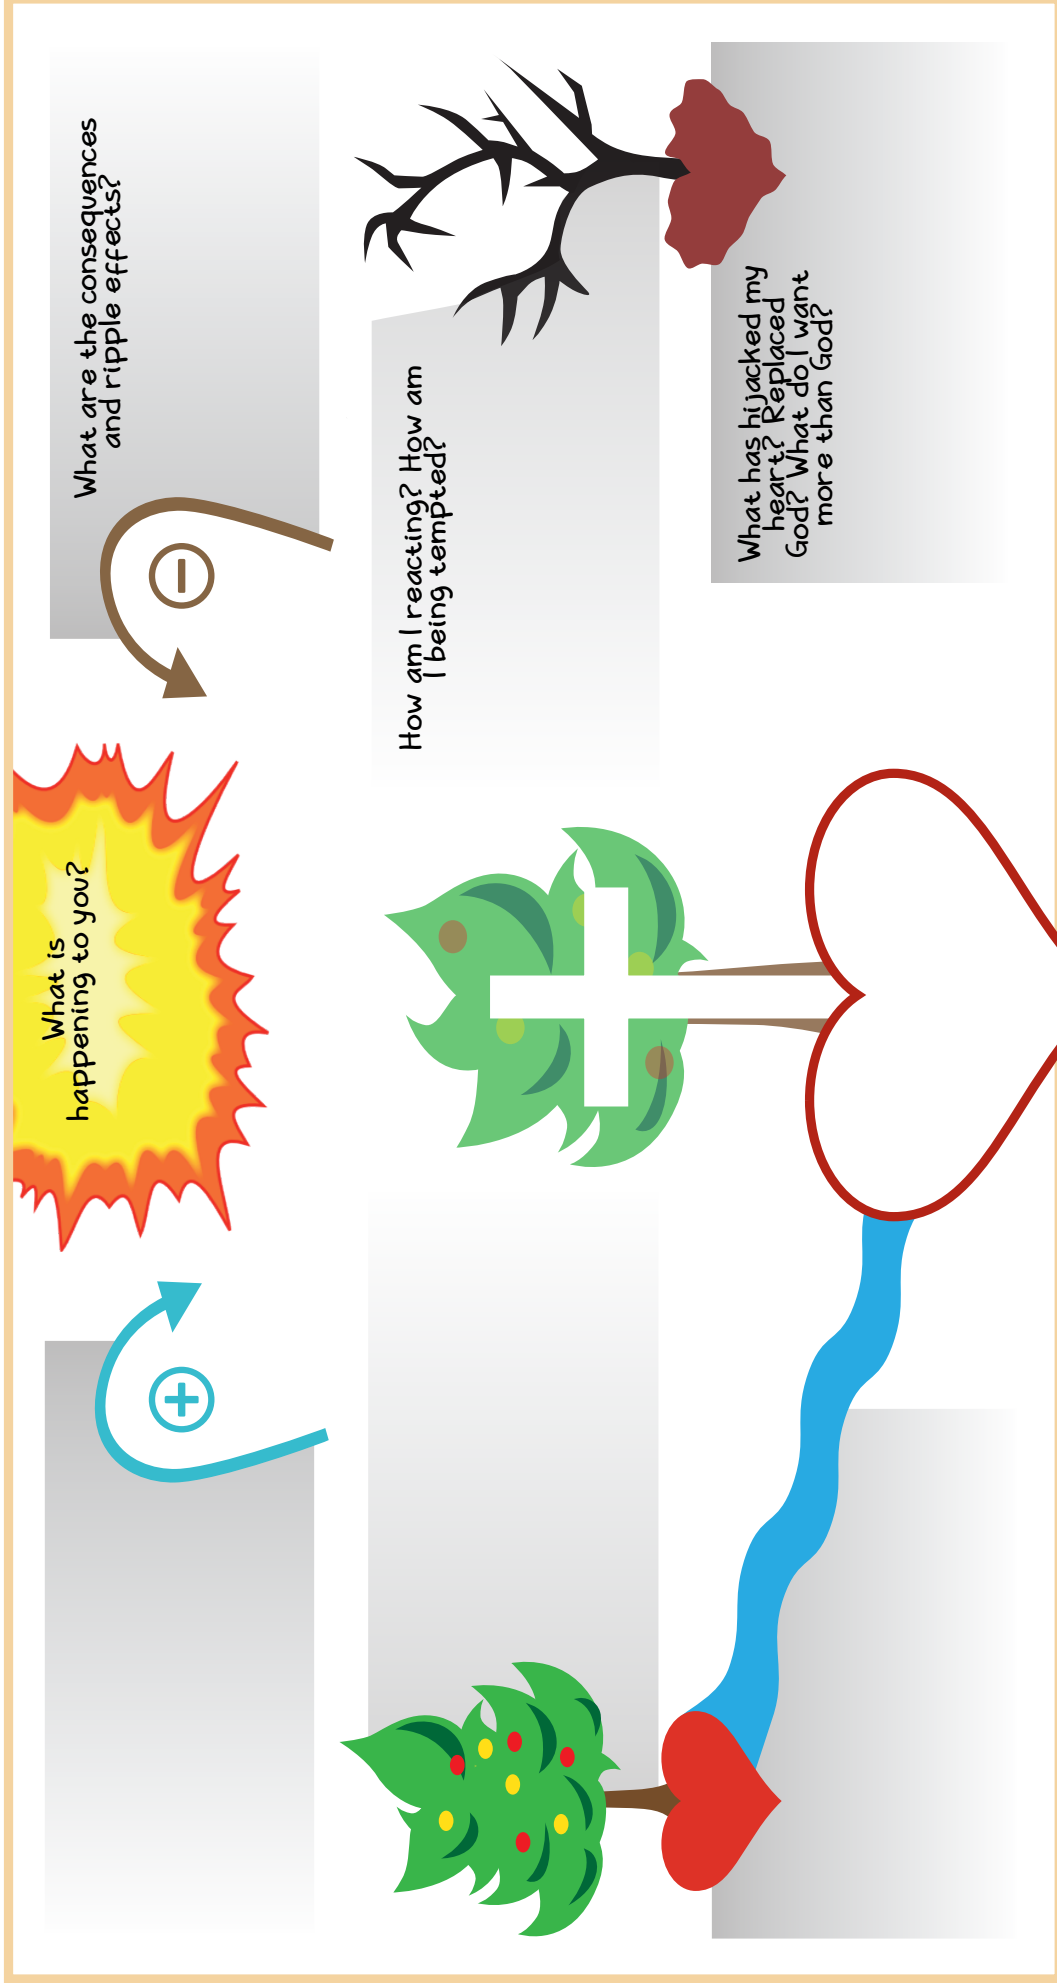 What is
happening to you?
What are the consequences
and ripple effects?
How am I reacting? How am
I being tempted?
What has hijacked my
heart? Replaced
God? What do I want
more than God?